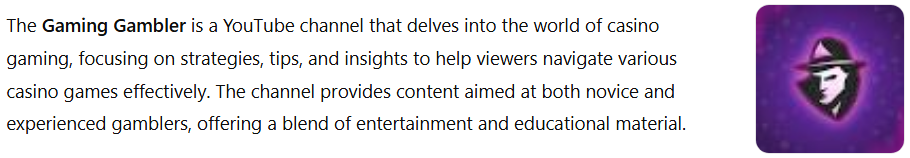 The Gaming Gambler is a YouTube channel that delves into the world of casino
gaming, focusing on strategies, tips, and insights to help viewers navigate various
casino games effectively. The channel provides content aimed at both novice and
experienced gamblers, offering a blend of entertainment and educational material.